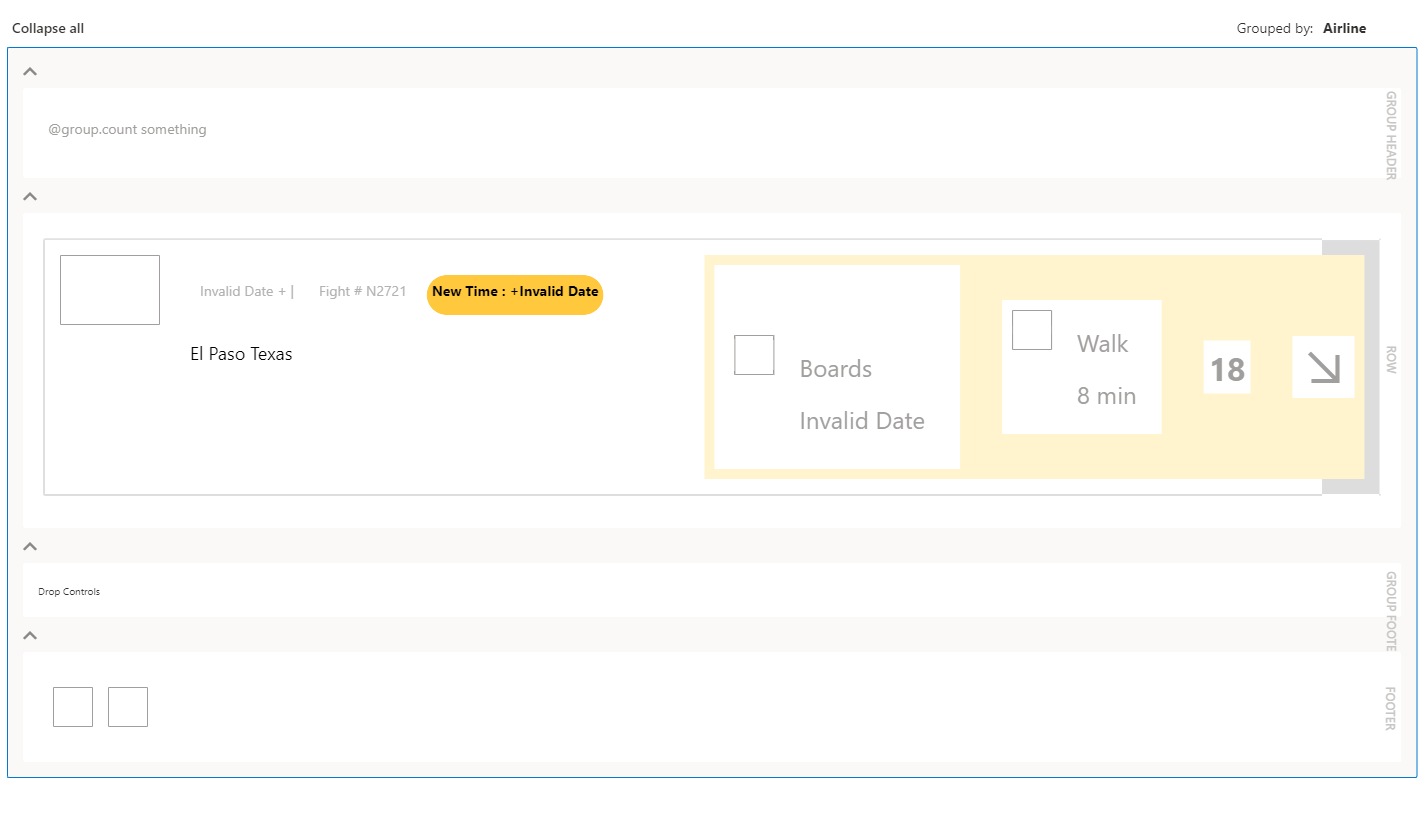 Collapse all
Grouped by: Airline
@group.count something
GROUP HEADER
Invalid Date + | Fight # N2721 New Time : +Invalid Date
El Paso Texas
Boards
Invalid Date
Walk
8 min
18
ROW
Drop Controls
GROUP FOOTE
FOOTER